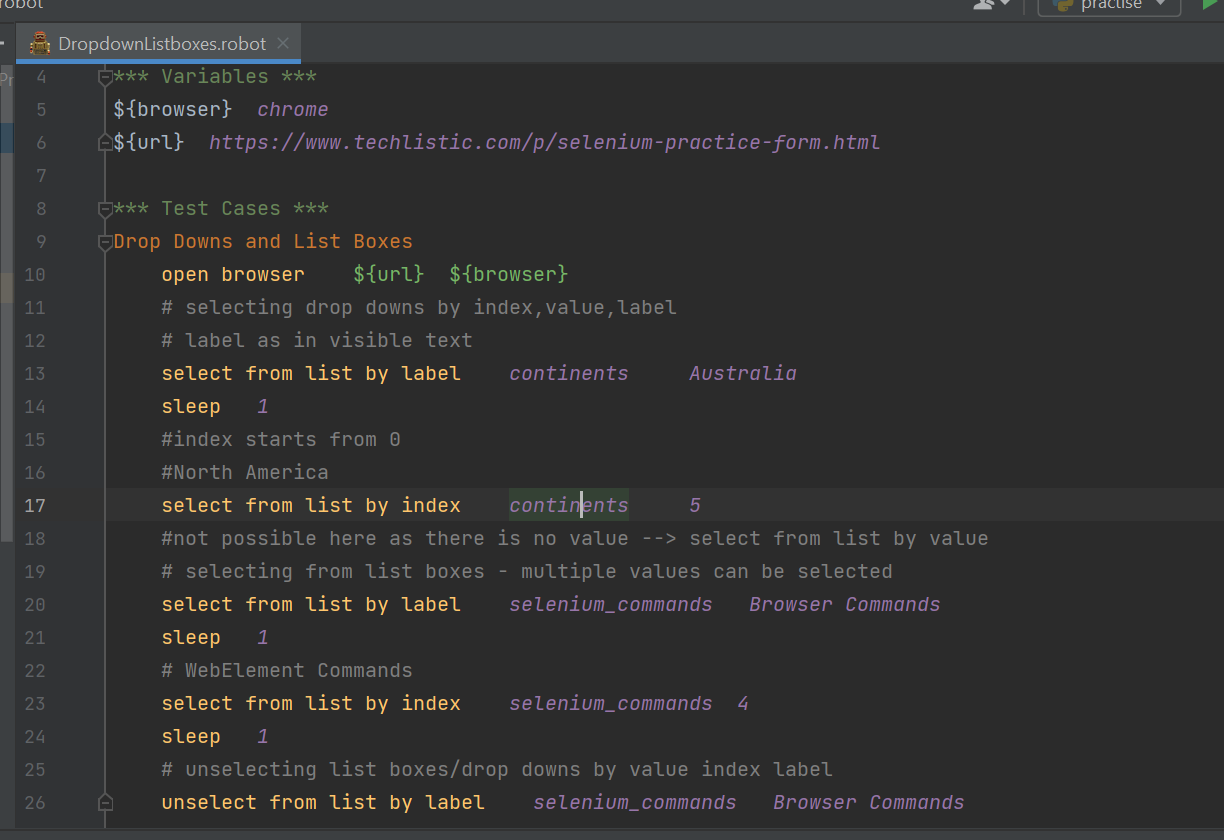 robot
practise
DropdownListboxes.robot
Pr
4 *** Variables ***
5 ${browser}  chrome
6 ${url}  https://www.techlistic.com/p/selenium-practice-form.html
7
8 *** Test Cases ***
9 Drop Downs and List Boxes
10     open browser    ${url}  ${browser}
11     # selecting drop downs by index,value,label
12     # label as in visible text
13     select from list by label    continents     Australia
14     sleep   1
15     #index starts from 0
16     #North America
17     select from list by index    continents     5
18     #not possible here as there is no value --> select from list by value
19     # selecting from list boxes - multiple values can be selected
20     select from list by label    selenium_commands   Browser Commands
21     sleep   1
22     # WebElement Commands
23     select from list by index    selenium_commands  4
24     sleep   1
25     # unselecting list boxes/drop downs by value index label
26     unselect from list by label    selenium_commands   Browser Commands